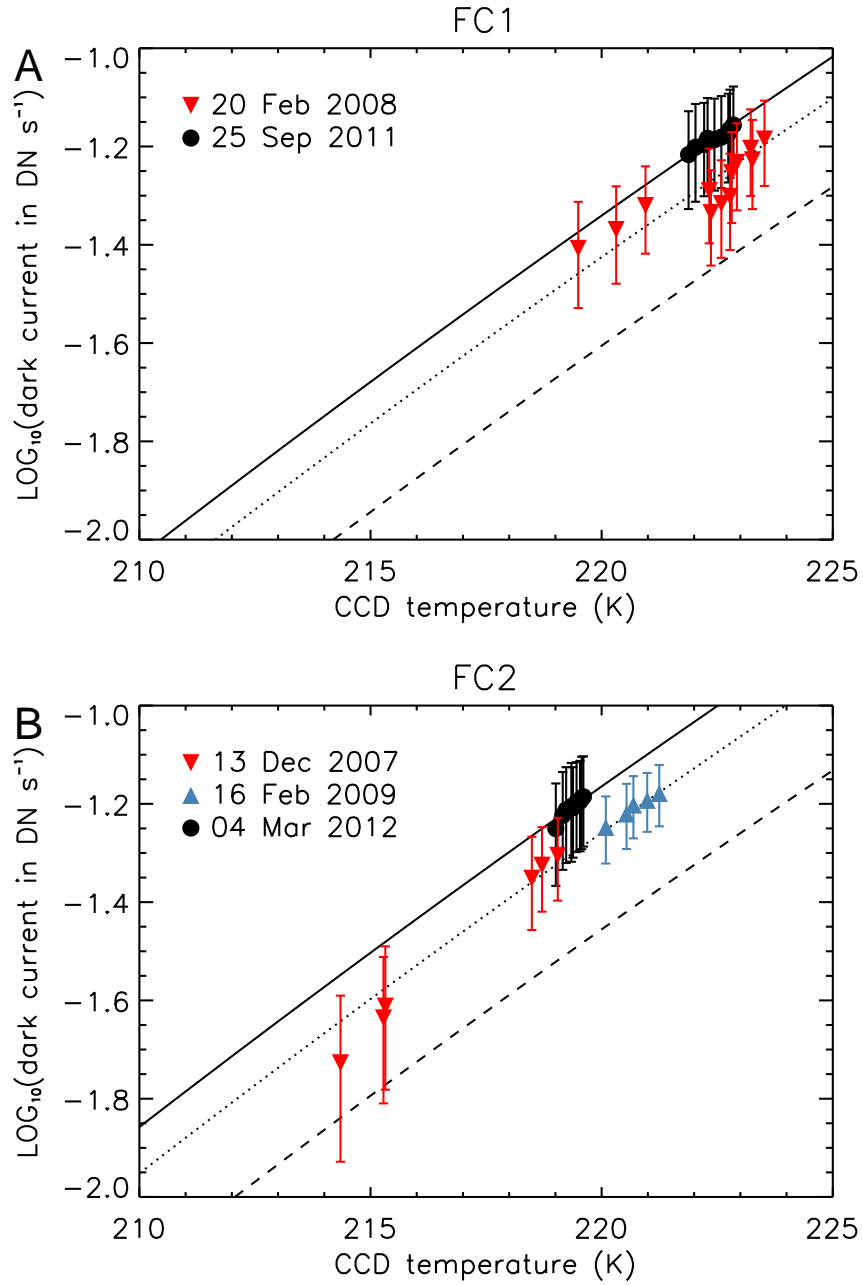 FC1
A
▼ 20 Feb 2008
● 25 Sep 2011
LOG₁₀(dark current in DN s⁻¹)
−1.0
−1.2
−1.4
−1.6
−1.8
−2.0
210 215 220 225
CCD temperature (K)
FC2
B
▼ 13 Dec 2007
▲ 16 Feb 2009
● 04 Mar 2012
LOG₁₀(dark current in DN s⁻¹)
−1.0
−1.2
−1.4
−1.6
−1.8
−2.0
210 215 220 225
CCD temperature (K)